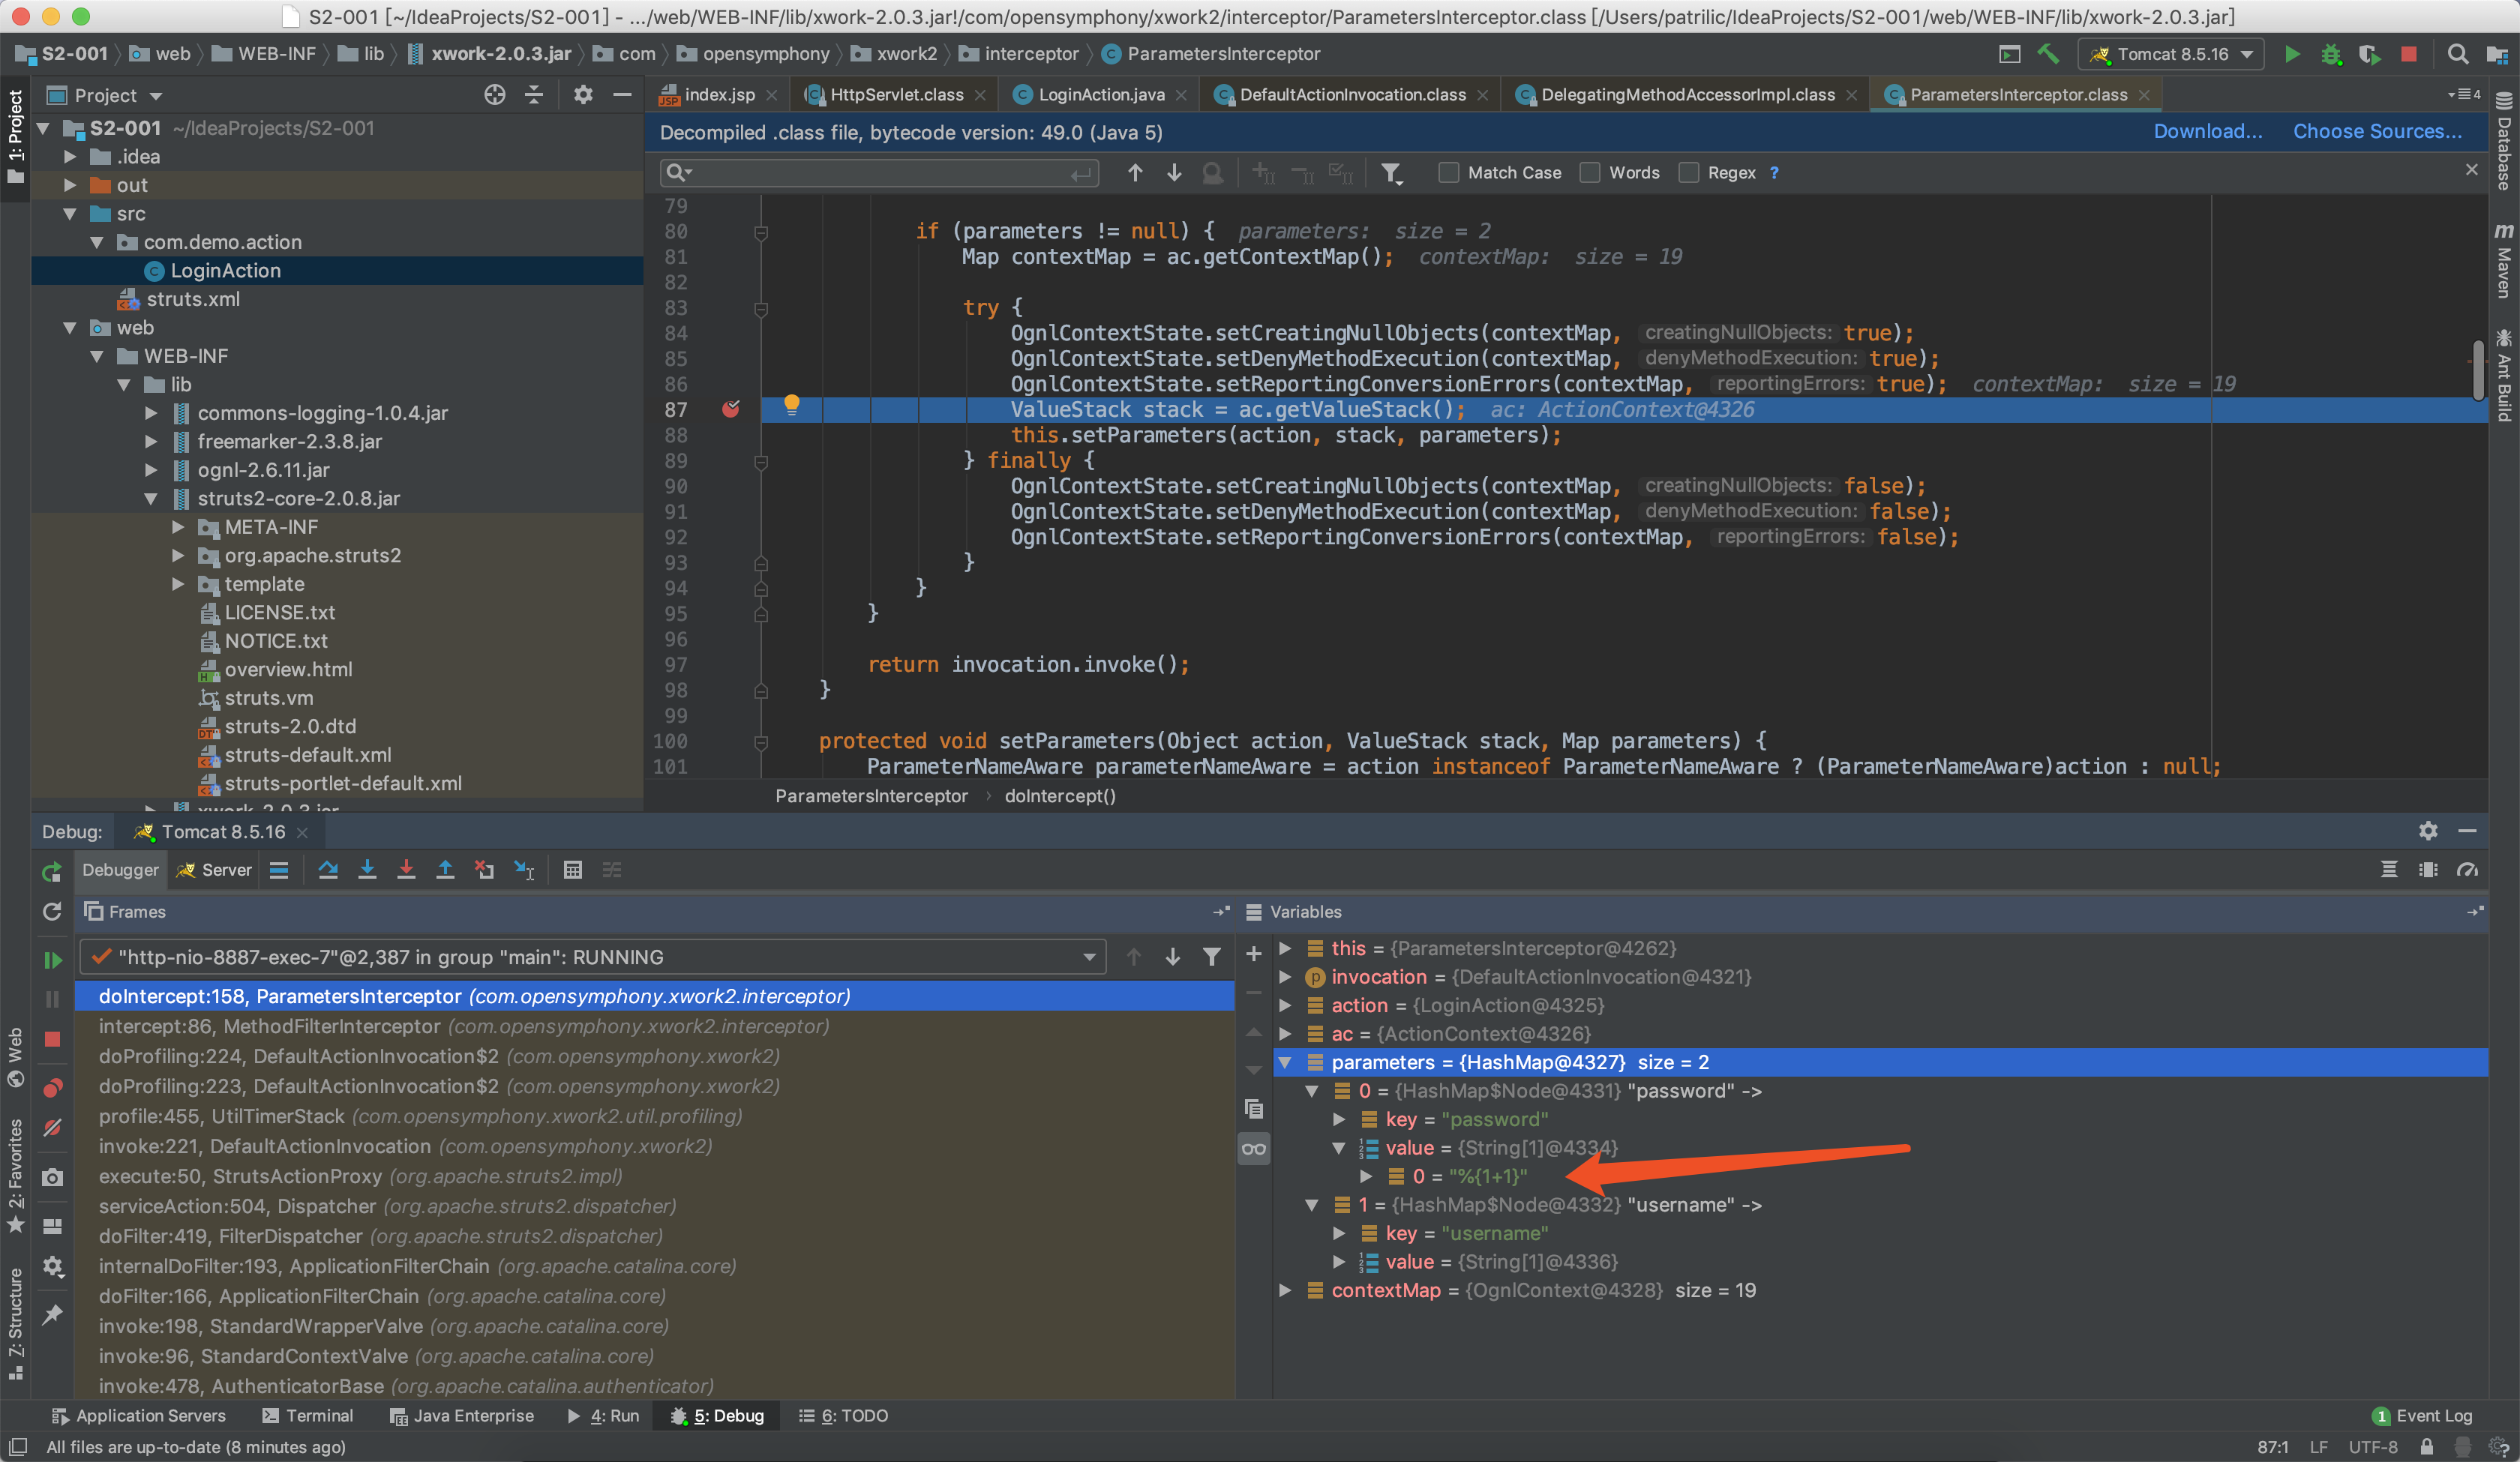 S2-001 [~/IdeaProjects/S2-001] - .../web/WEB-INF/lib/xwork-2.0.3.jar!/com/opensymphony/xwork2/interceptor/ParametersInterceptor.class [/Users/patrilic/IdeaProjects/S2-001/web/WEB-INF/lib/xwork-2.0.3.jar]
S2-001 web WEB-INF lib xwork-2.0.3.jar com opensymphony xwork2 interceptor ParametersInterceptor Tomcat 8.5.16
1: Project
Project
index.jsp HttpServlet.class LoginAction.java DefaultActionInvocation.class DelegatingMethodAccessorImpl.class ParametersInterceptor.class 4
S2-001 ~/IdeaProjects/S2-001
.idea
out
src
com.demo.action
LoginAction
struts.xml
web
WEB-INF
lib
commons-logging-1.0.4.jar
freemarker-2.3.8.jar
ognl-2.6.11.jar
struts2-core-2.0.8.jar
META-INF
org.apache.struts2
template
LICENSE.txt
NOTICE.txt
overview.html
struts.vm
struts-2.0.dtd
struts-default.xml
struts-portlet-default.xml
xwork-2.0.3.jar
Decompiled .class file, bytecode version: 49.0 (Java 5) Download... Choose Sources...
Match Case Words Regex ?
79
80 if (parameters != null) { parameters: size = 2
81 Map contextMap = ac.getContextMap(); contextMap: size = 19
82
83 try {
84 OgnlContextState.setCreatingNullObjects(contextMap, creatingNullObjects: true);
85 OgnlContextState.setDenyMethodExecution(contextMap, denyMethodExecution: true);
86 OgnlContextState.setReportingConversionErrors(contextMap, reportingErrors: true); contextMap: size = 19
87 ValueStack stack = ac.getValueStack(); ac: ActionContext@4326
88 this.setParameters(action, stack, parameters);
89 } finally {
90 OgnlContextState.setCreatingNullObjects(contextMap, creatingNullObjects: false);
91 OgnlContextState.setDenyMethodExecution(contextMap, denyMethodExecution: false);
92 OgnlContextState.setReportingConversionErrors(contextMap, reportingErrors: false);
93 }
94 }
95 }
96
97 return invocation.invoke();
98 }
99
100 protected void setParameters(Object action, ValueStack stack, Map parameters) {
101 ParameterNameAware parameterNameAware = action instanceof ParameterNameAware ? (ParameterNameAware)action : null;
ParametersInterceptor doIntercept()
Database
Maven
Ant Build
Debug: Tomcat 8.5.16
Debugger Server
Frames
"http-nio-8887-exec-7"@2,387 in group "main": RUNNING
doIntercept:158, ParametersInterceptor (com.opensymphony.xwork2.interceptor)
intercept:86, MethodFilterInterceptor (com.opensymphony.xwork2.interceptor)
doProfiling:224, DefaultActionInvocation$2 (com.opensymphony.xwork2)
doProfiling:223, DefaultActionInvocation$2 (com.opensymphony.xwork2)
profile:455, UtilTimerStack (com.opensymphony.xwork2.util.profiling)
invoke:221, DefaultActionInvocation (com.opensymphony.xwork2)
execute:50, StrutsActionProxy (org.apache.struts2.impl)
serviceAction:504, Dispatcher (org.apache.struts2.dispatcher)
doFilter:419, FilterDispatcher (org.apache.struts2.dispatcher)
internalDoFilter:193, ApplicationFilterChain (org.apache.catalina.core)
doFilter:166, ApplicationFilterChain (org.apache.catalina.core)
invoke:198, StandardWrapperValve (org.apache.catalina.core)
invoke:96, StandardContextValve (org.apache.catalina.core)
invoke:478, AuthenticatorBase (org.apache.catalina.authenticator)
Variables
this = {ParametersInterceptor@4262}
invocation = {DefaultActionInvocation@4321}
action = {LoginAction@4325}
ac = {ActionContext@4326}
parameters = {HashMap@4327} size = 2
0 = {HashMap$Node@4331} "password" ->
key = "password"
value = {String[1]@4334}
0 = "%{1+1}"
1 = {HashMap$Node@4332} "username" ->
key = "username"
value = {String[1]@4336}
contextMap = {OgnlContext@4328} size = 19
Web
2: Favorites
7: Structure
Application Servers Terminal Java Enterprise 4: Run 5: Debug 6: TODO 1 Event Log
All files are up-to-date (8 minutes ago) 87:1 LF UTF-8